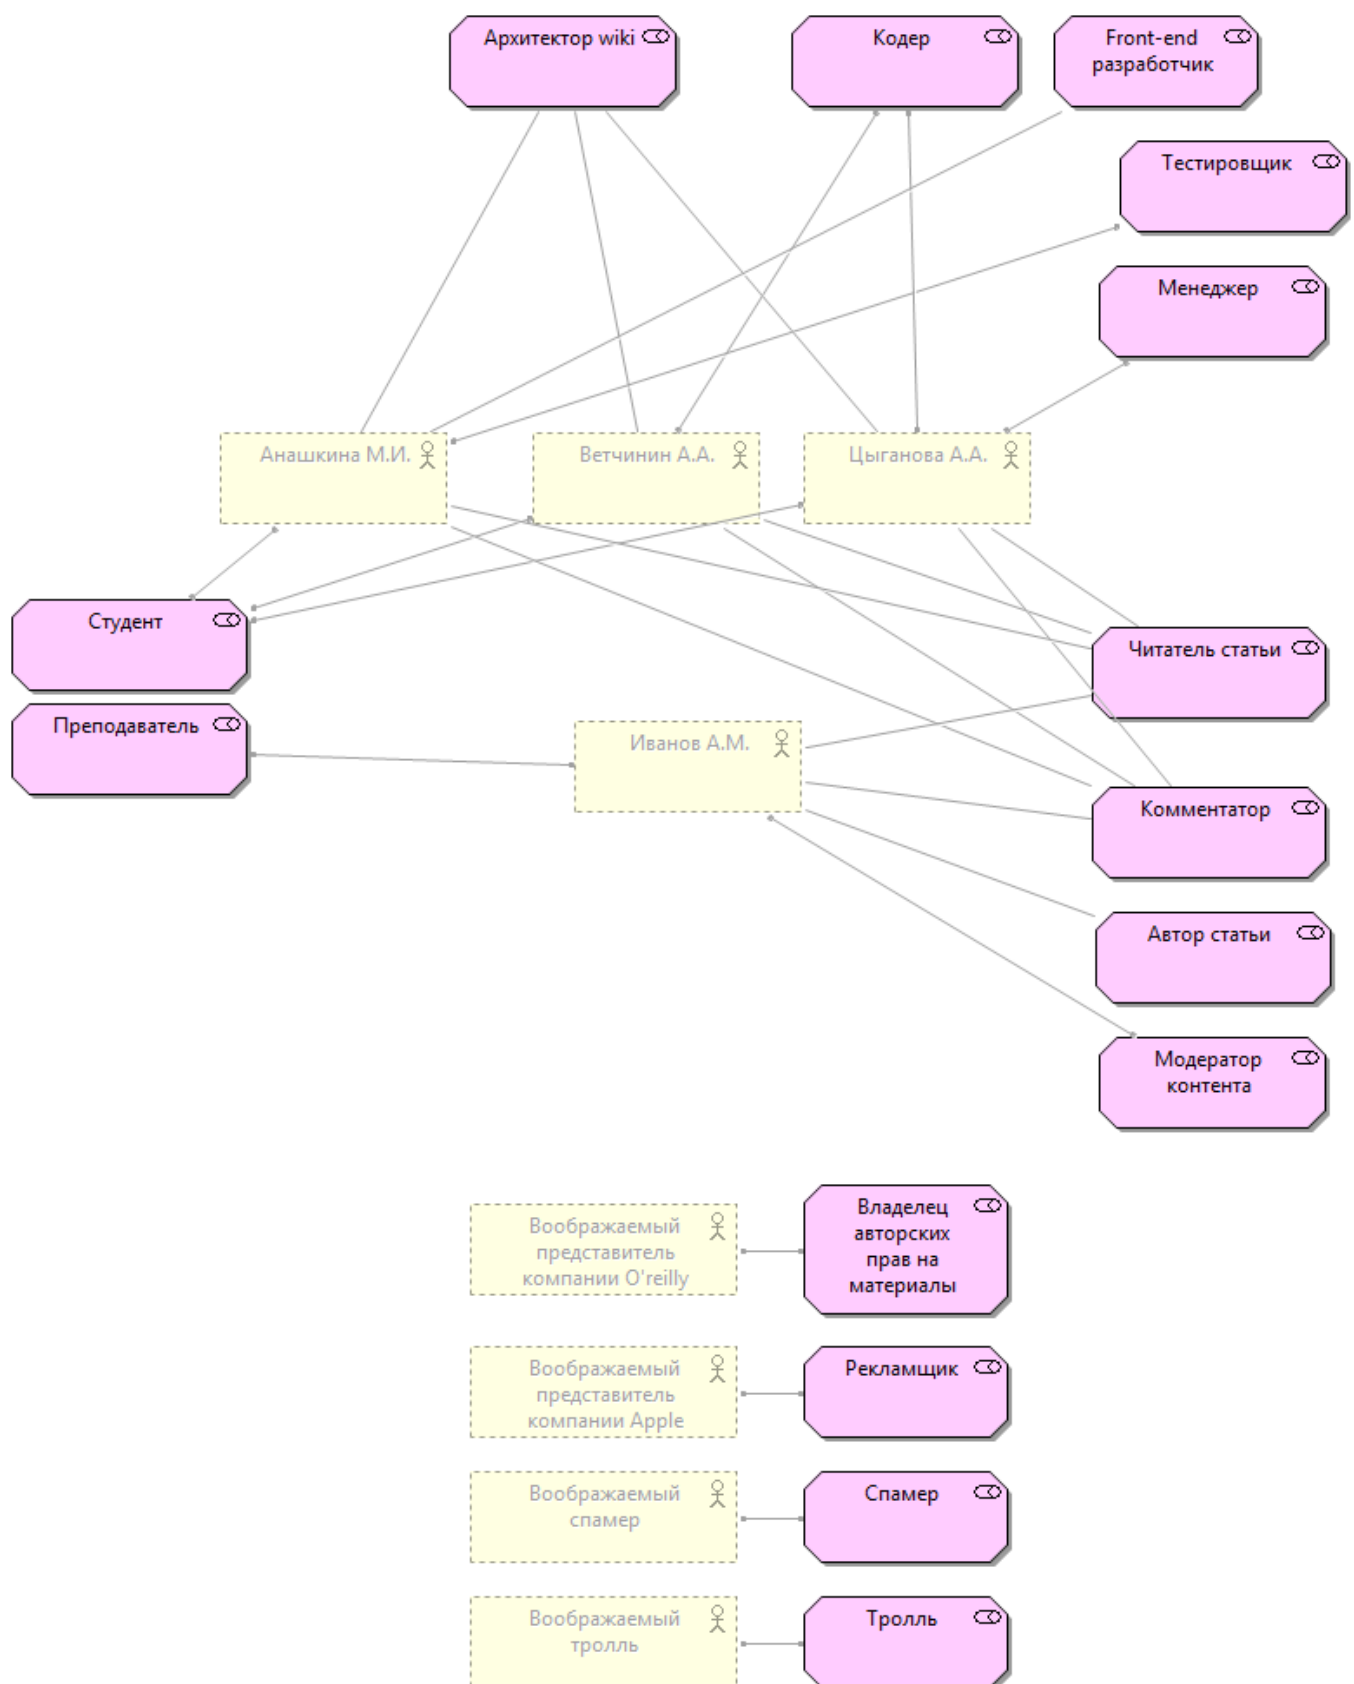 Архитектор wiki
Кодер
Front-end
разработчик
Тестировщик
Менеджер
Анашкина М.И.
Ветчинин А.А.
Цыганова А.А.
Студент
Читатель статьи
Преподаватель
Иванов А.М.
Комментатор
Автор статьи
Модератор
контента
Воображаемый
представитель
компании O'reilly
Владелец
авторских
прав на
материалы
Воображаемый
представитель
компании Apple
Рекламщик
Воображаемый
спамер
Спамер
Воображаемый
тролль
Тролль